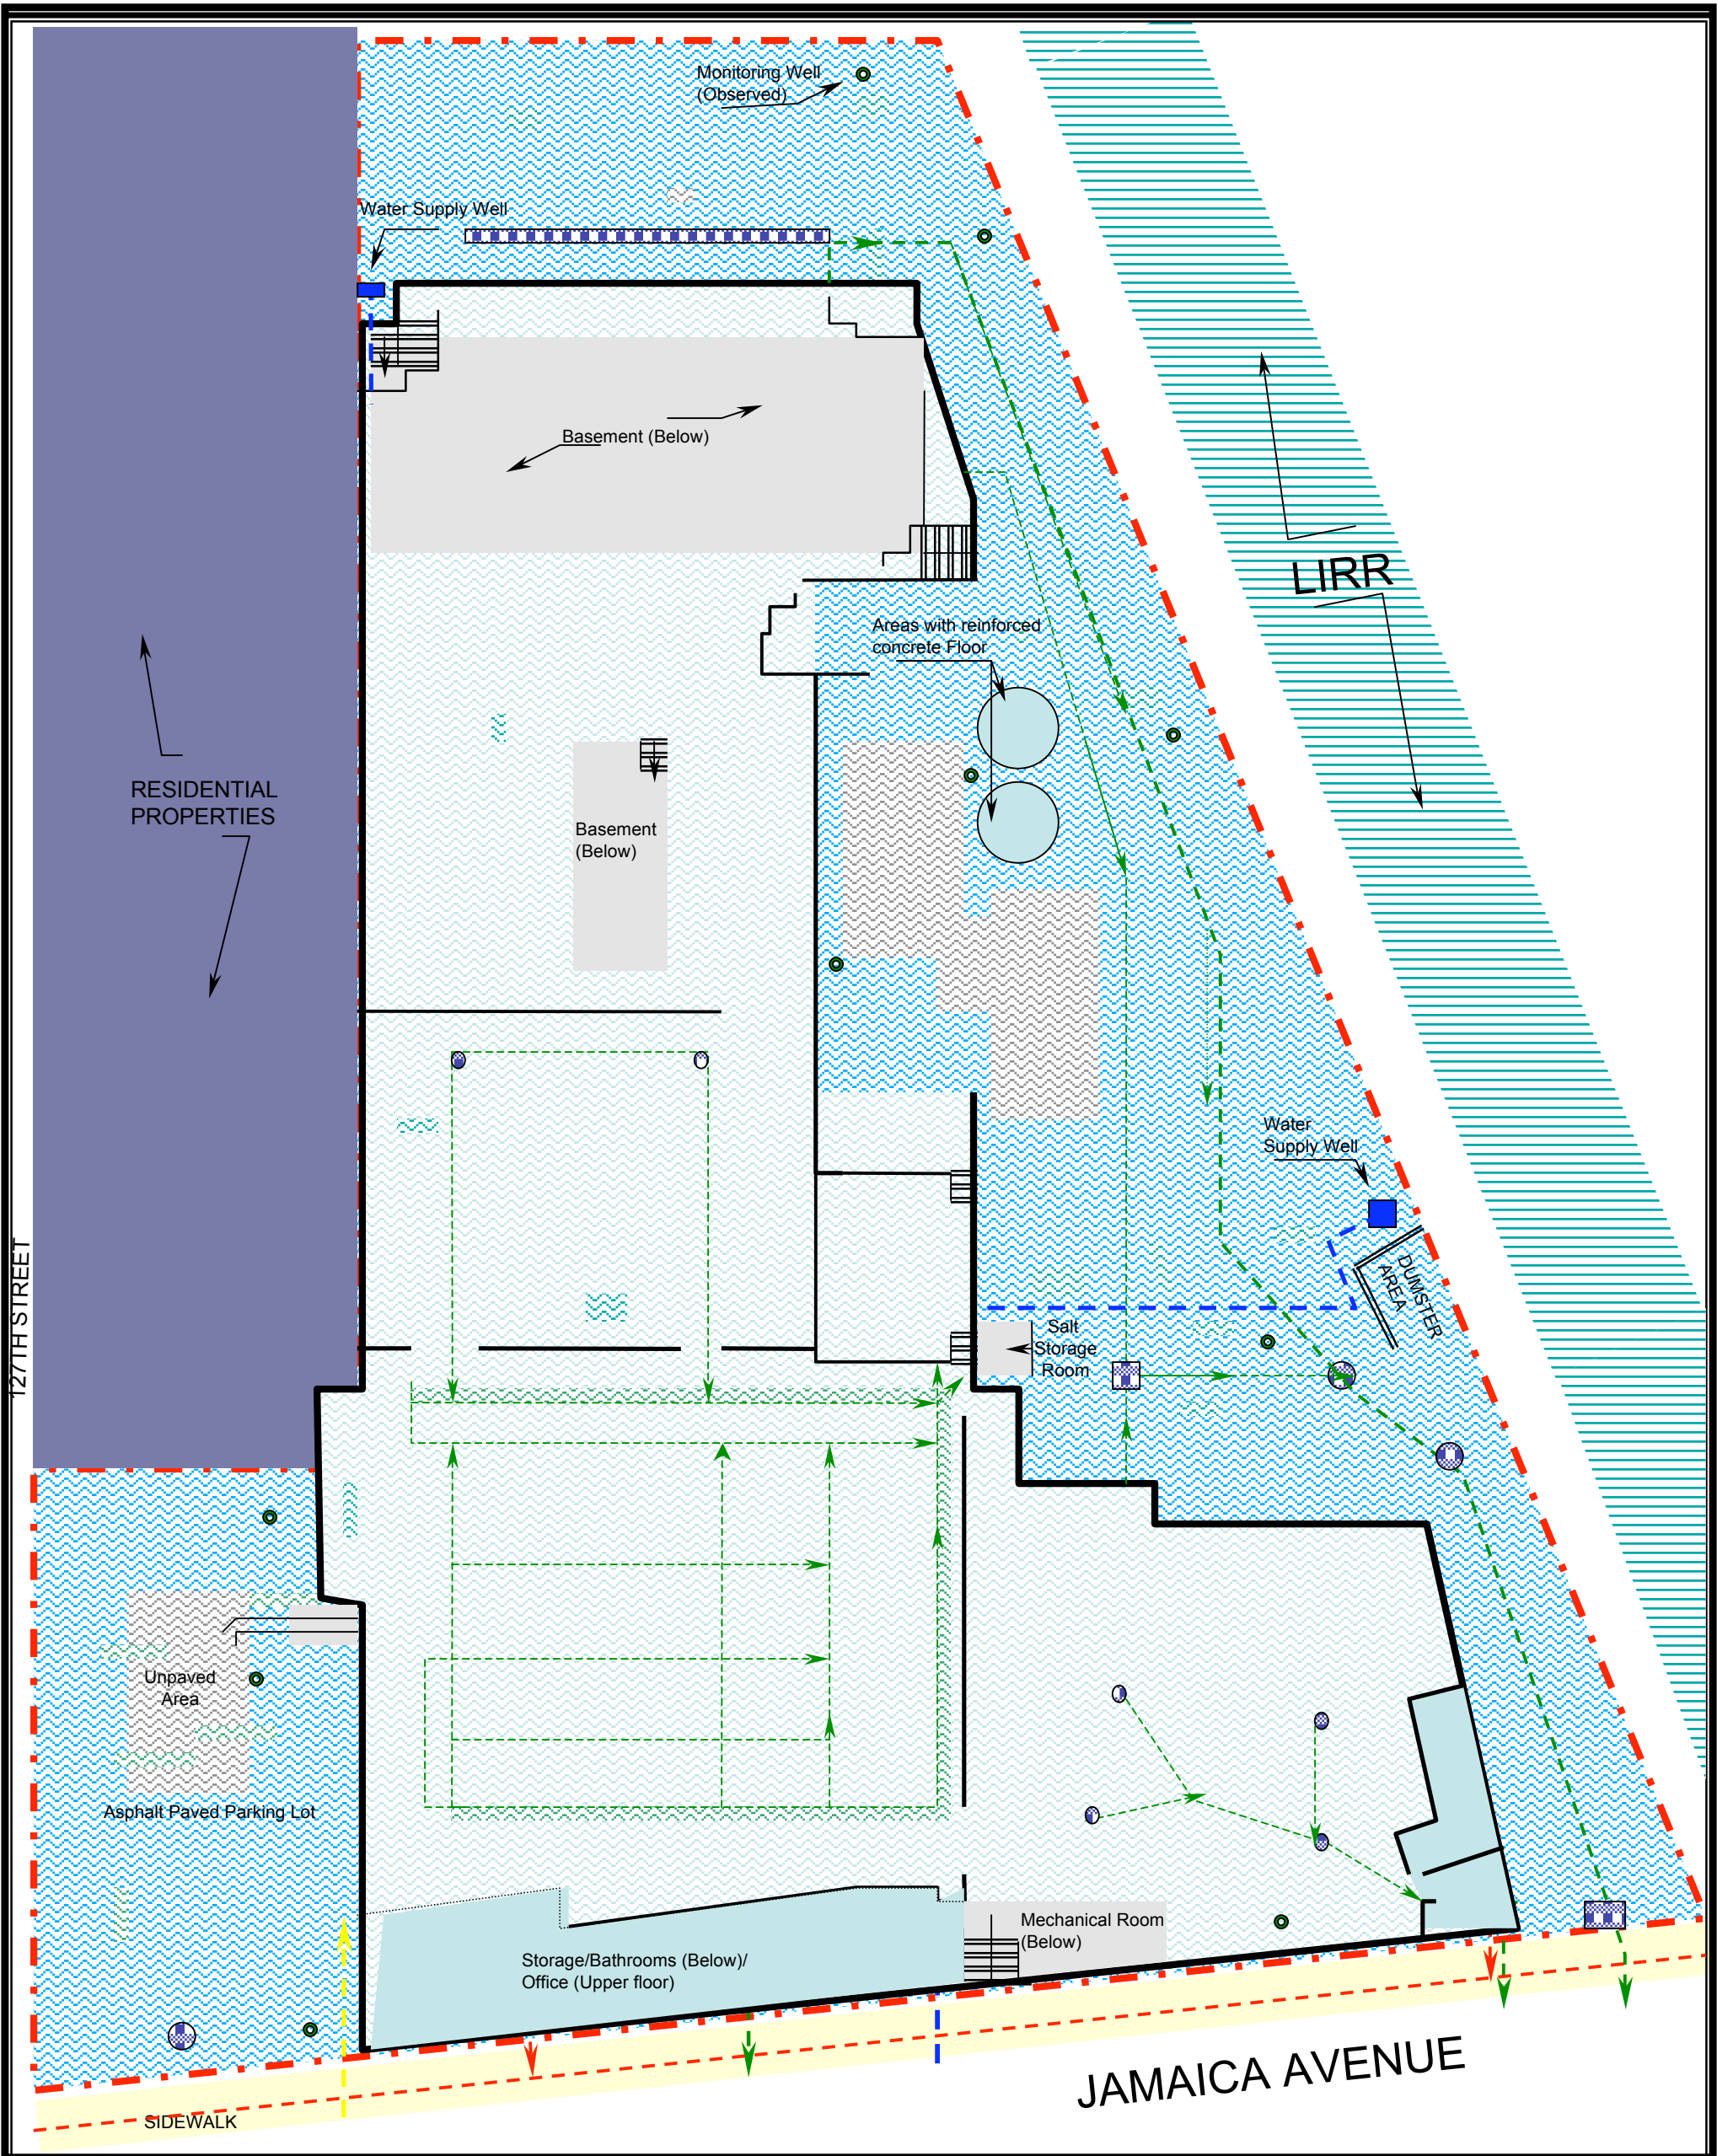 Monitoring Well
(Observed)
Water Supply Well
Basement (Below)
LIRR
Areas with reinforced
concrete Floor
RESIDENTIAL
PROPERTIES
Basement
(Below)
Water
Supply Well
DUMSTER
AREA
127TH STREET
Salt
Storage
Room
Unpaved
Area
Asphalt Paved Parking Lot
Mechanical Room
(Below)
Storage/Bathrooms (Below)/
Office (Upper floor)
JAMAICA AVENUE
SIDEWALK